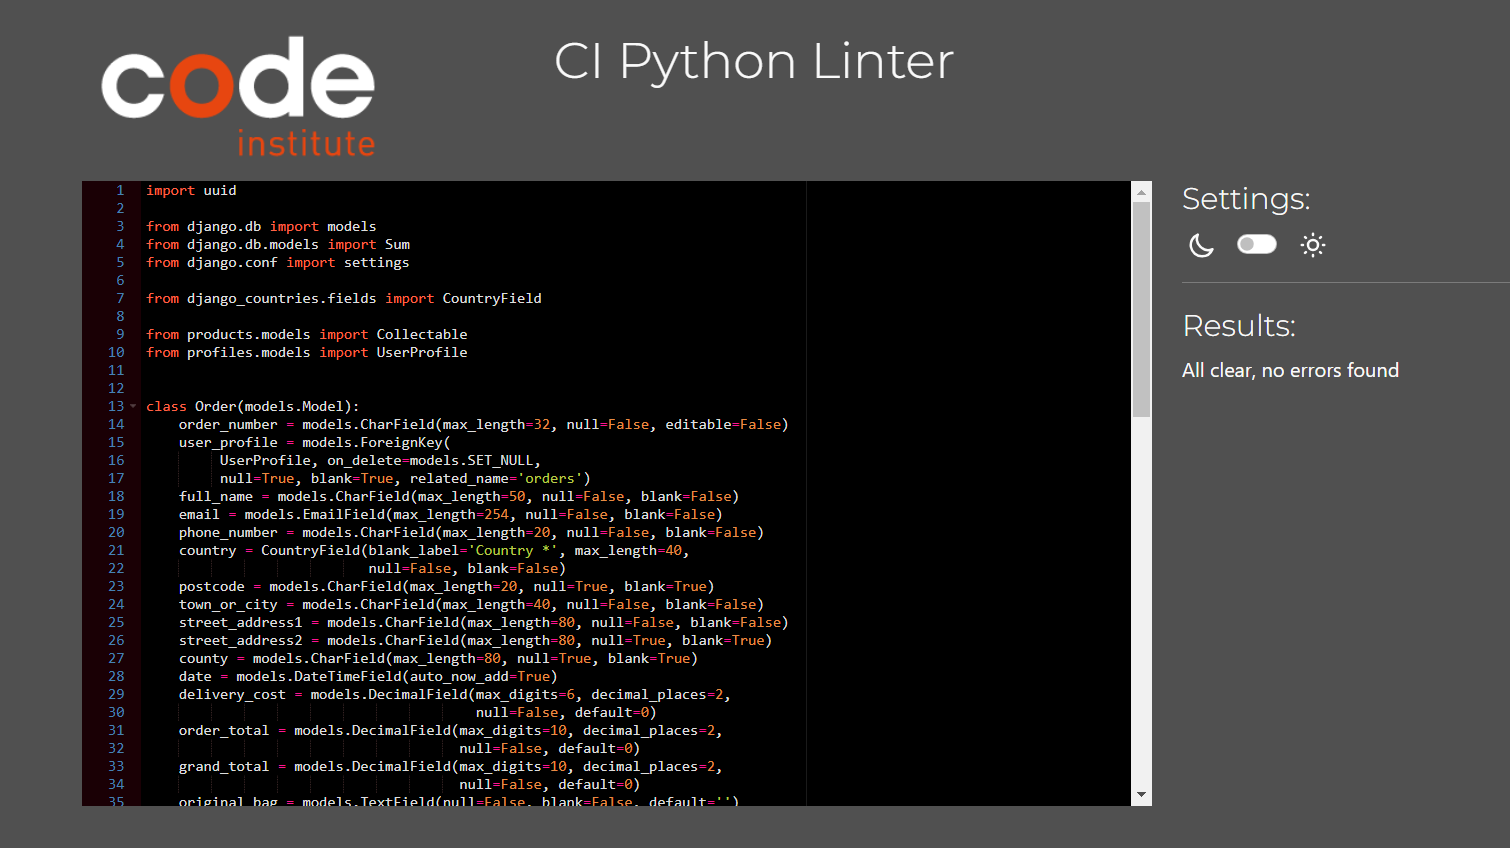 code
institute
CI Python Linter
1 import uuid
2
3 from django.db import models
4 from django.db.models import Sum
5 from django.conf import settings
6
7 from django_countries.fields import CountryField
8
9 from products.models import Collectable
10 from profiles.models import UserProfile
11
12
13 class Order(models.Model):
14 order_number = models.CharField(max_length=32, null=False, editable=False)
15 user_profile = models.ForeignKey(
16 UserProfile, on_delete=models.SET_NULL,
17 null=True, blank=True, related_name='orders')
18 full_name = models.CharField(max_length=50, null=False, blank=False)
19 email = models.EmailField(max_length=254, null=False, blank=False)
20 phone_number = models.CharField(max_length=20, null=False, blank=False)
21 country = CountryField(blank_label='Country *', max_length=40,
22 null=False, blank=False)
23 postcode = models.CharField(max_length=20, null=True, blank=True)
24 town_or_city = models.CharField(max_length=40, null=False, blank=False)
25 street_address1 = models.CharField(max_length=80, null=False, blank=False)
26 street_address2 = models.CharField(max_length=80, null=True, blank=True)
27 county = models.CharField(max_length=80, null=True, blank=True)
28 date = models.DateTimeField(auto_now_add=True)
29 delivery_cost = models.DecimalField(max_digits=6, decimal_places=2,
30 null=False, default=0)
31 order_total = models.DecimalField(max_digits=10, decimal_places=2,
32 null=False, default=0)
33 grand_total = models.DecimalField(max_digits=10, decimal_places=2,
34 null=False, default=0)
35 original_bag = models.TextField(null=False, blank=False, default='')
Settings:
Results:
All clear, no errors found